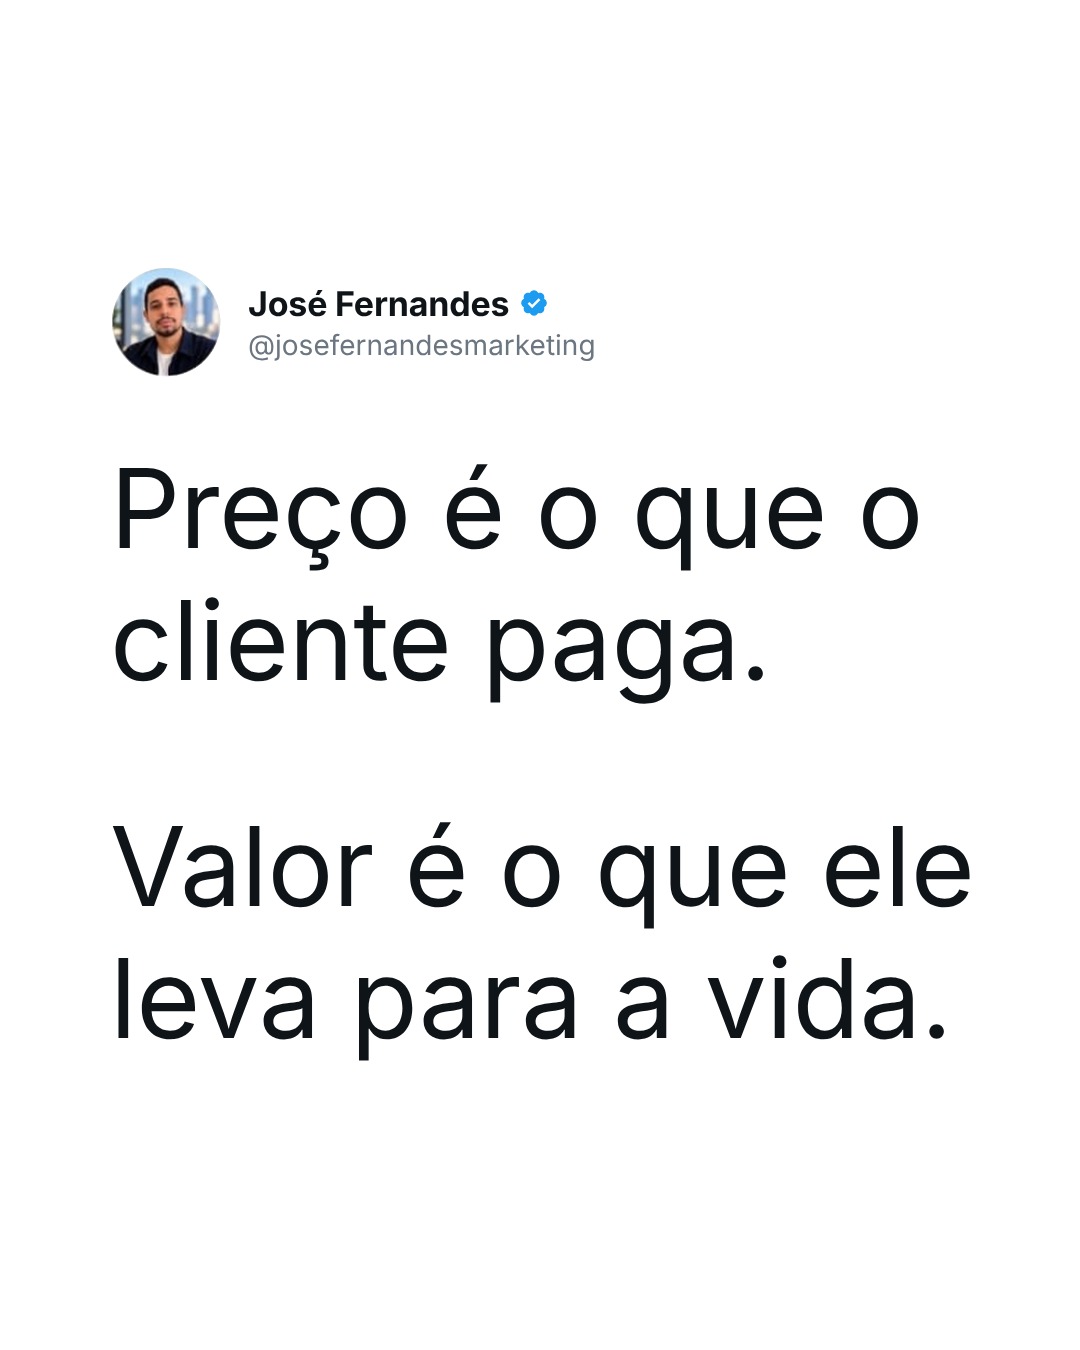 José Fernandes
@josefernandesmarketing
Preço é o que o
cliente paga.
Valor é o que ele
leva para a vida.